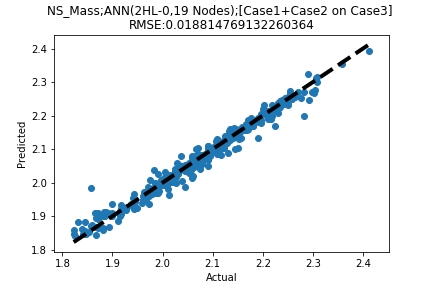 NS_Mass;ANN(2HL-0,19 Nodes);[Case1+Case2 on Case3]
RMSE:0.018814769132260364
2.4
2.3
2.2
2.1
2.0
1.9
1.8
Predicted
1.8 1.9 2.0 2.1 2.2 2.3 2.4
Actual